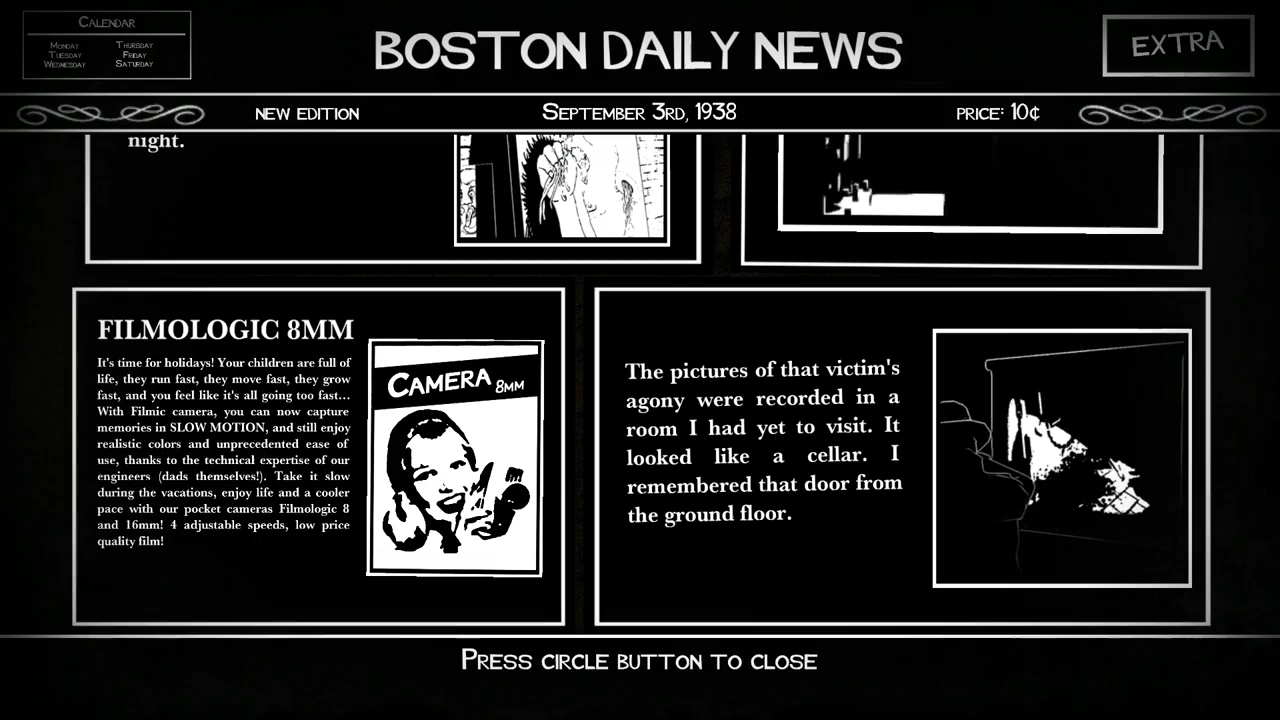 CALENDAR
MONDAY THURSDAY
TUESDAY FRIDAY
WEDNESDAY SATURDAY
BOSTON DAILY NEWS
EXTRA
NEW EDITION SEPTEMBER 3RD, 1938 PRICE: 10¢
night.
FILMOLOGIC 8MM
It's time for holidays! Your children are full of
life, they run fast, they move fast, they grow
fast, and you feel like it's all going too fast...
With Filmic camera, you can now capture
memories in SLOW MOTION, and still enjoy
realistic colors and unprecedented ease of
use, thanks to the technical expertise of our
engineers (dads themselves!). Take it slow
during the vacations, enjoy life and a cooler
pace with our pocket cameras Filmologic 8
and 16mm! 4 adjustable speeds, low price
quality film!
CAMERA 8MM
The pictures of that victim's
agony were recorded in a
room I had yet to visit. It
looked like a cellar. I
remembered that door from
the ground floor.
PRESS CIRCLE BUTTON TO CLOSE